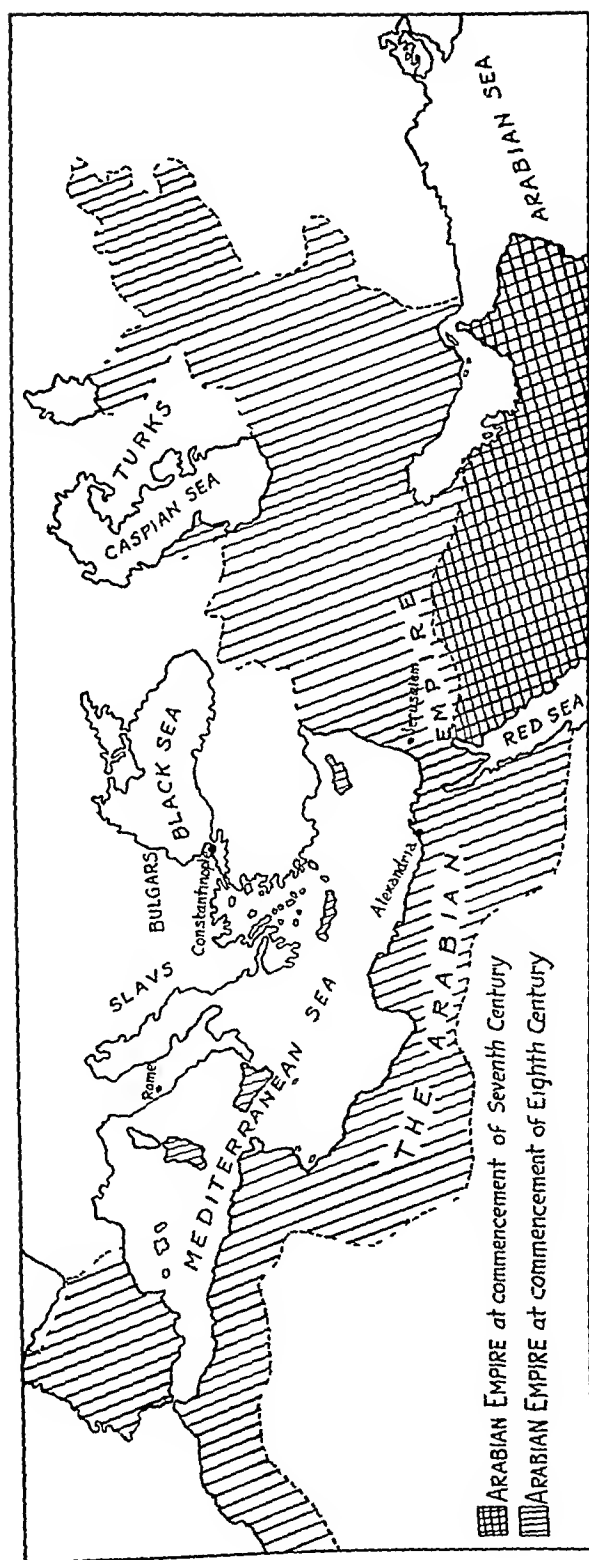 TURKS
CASPIAN SEA
BLACK SEA
BULGARS
SLAVS
Constantinople
Rome
MEDITERRANEAN SEA
Alexandria
Jerusalem
THE ARABIAN EMPIRE
RED SEA
ARABIAN SEA
ARABIAN EMPIRE at commencement of Seventh Century
ARABIAN EMPIRE at commencement of Eighth Century